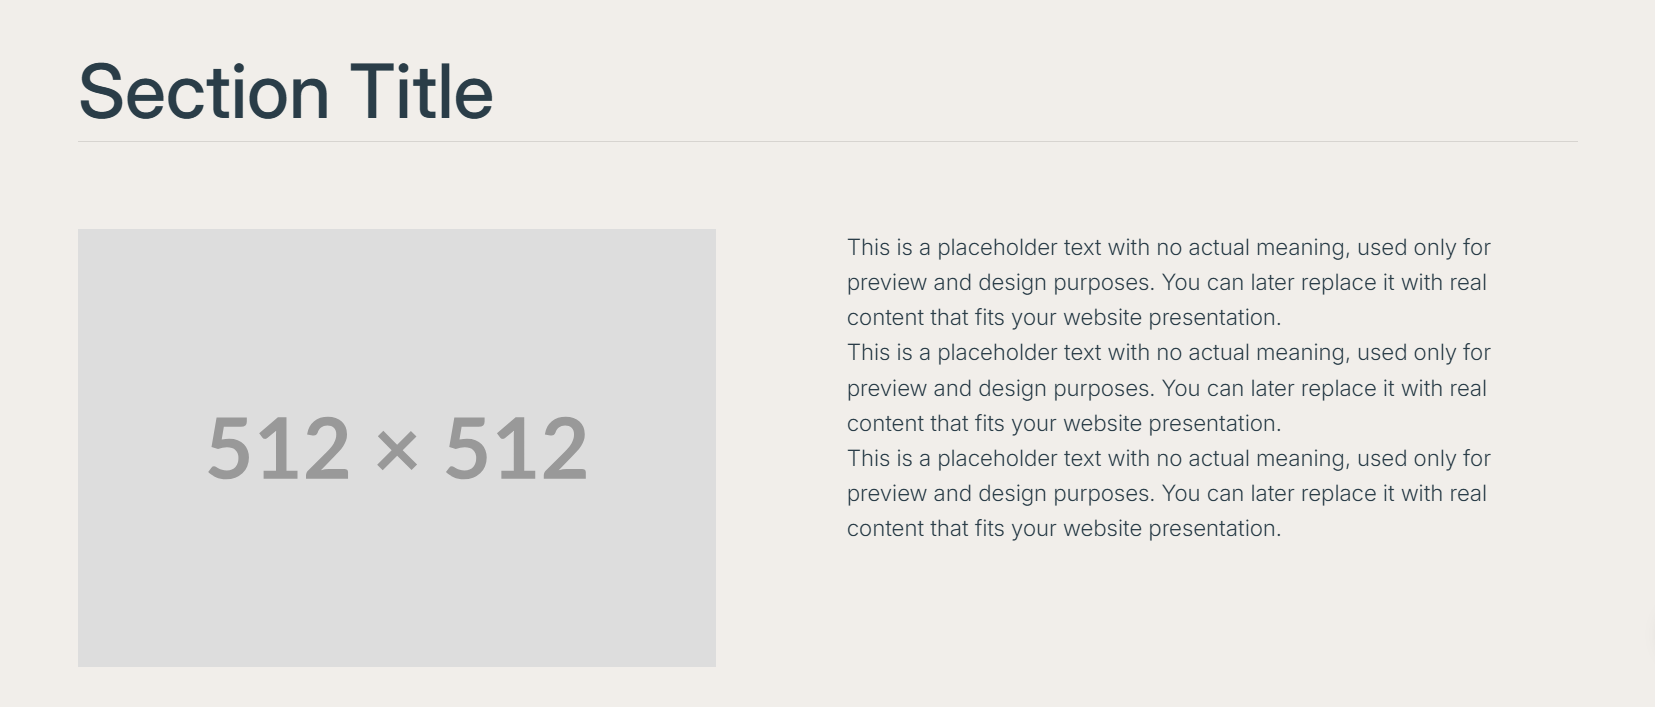 Section Title
512 × 512
This is a placeholder text with no actual meaning, used only for
preview and design purposes. You can later replace it with real
content that fits your website presentation.
This is a placeholder text with no actual meaning, used only for
preview and design purposes. You can later replace it with real
content that fits your website presentation.
This is a placeholder text with no actual meaning, used only for
preview and design purposes. You can later replace it with real
content that fits your website presentation.